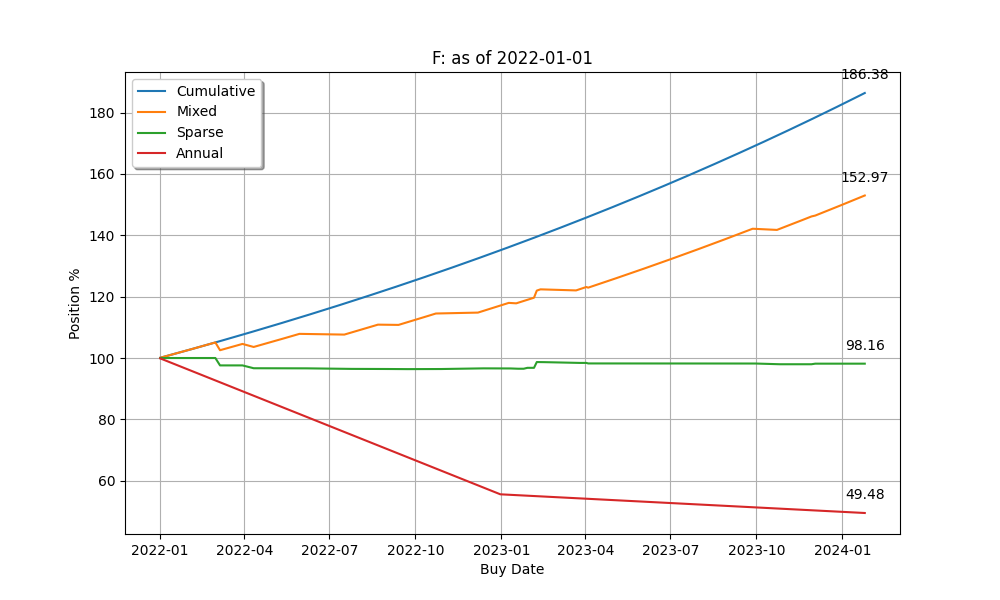 F: as of 2022-01-01
Cumulative
Mixed
Sparse
Annual
186.38
152.97
98.16
49.48
Position %
180
160
140
120
100
80
60
2022-01 2022-04 2022-07 2022-10 2023-01 2023-04 2023-07 2023-10 2024-01
Buy Date